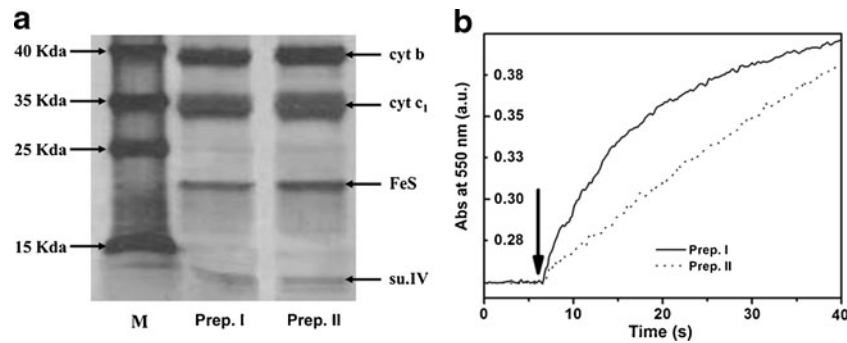 a
40 Kda
35 Kda
25 Kda
15 Kda
cyt b
cyt c₁
FeS
su.IV
M
Prep. I
Prep. II
b
Abs at 550 nm (a.u.)
0.38
0.35
0.33
0.30
0.28
Prep. I
Prep. II
0
10
20
30
40
Time (s)